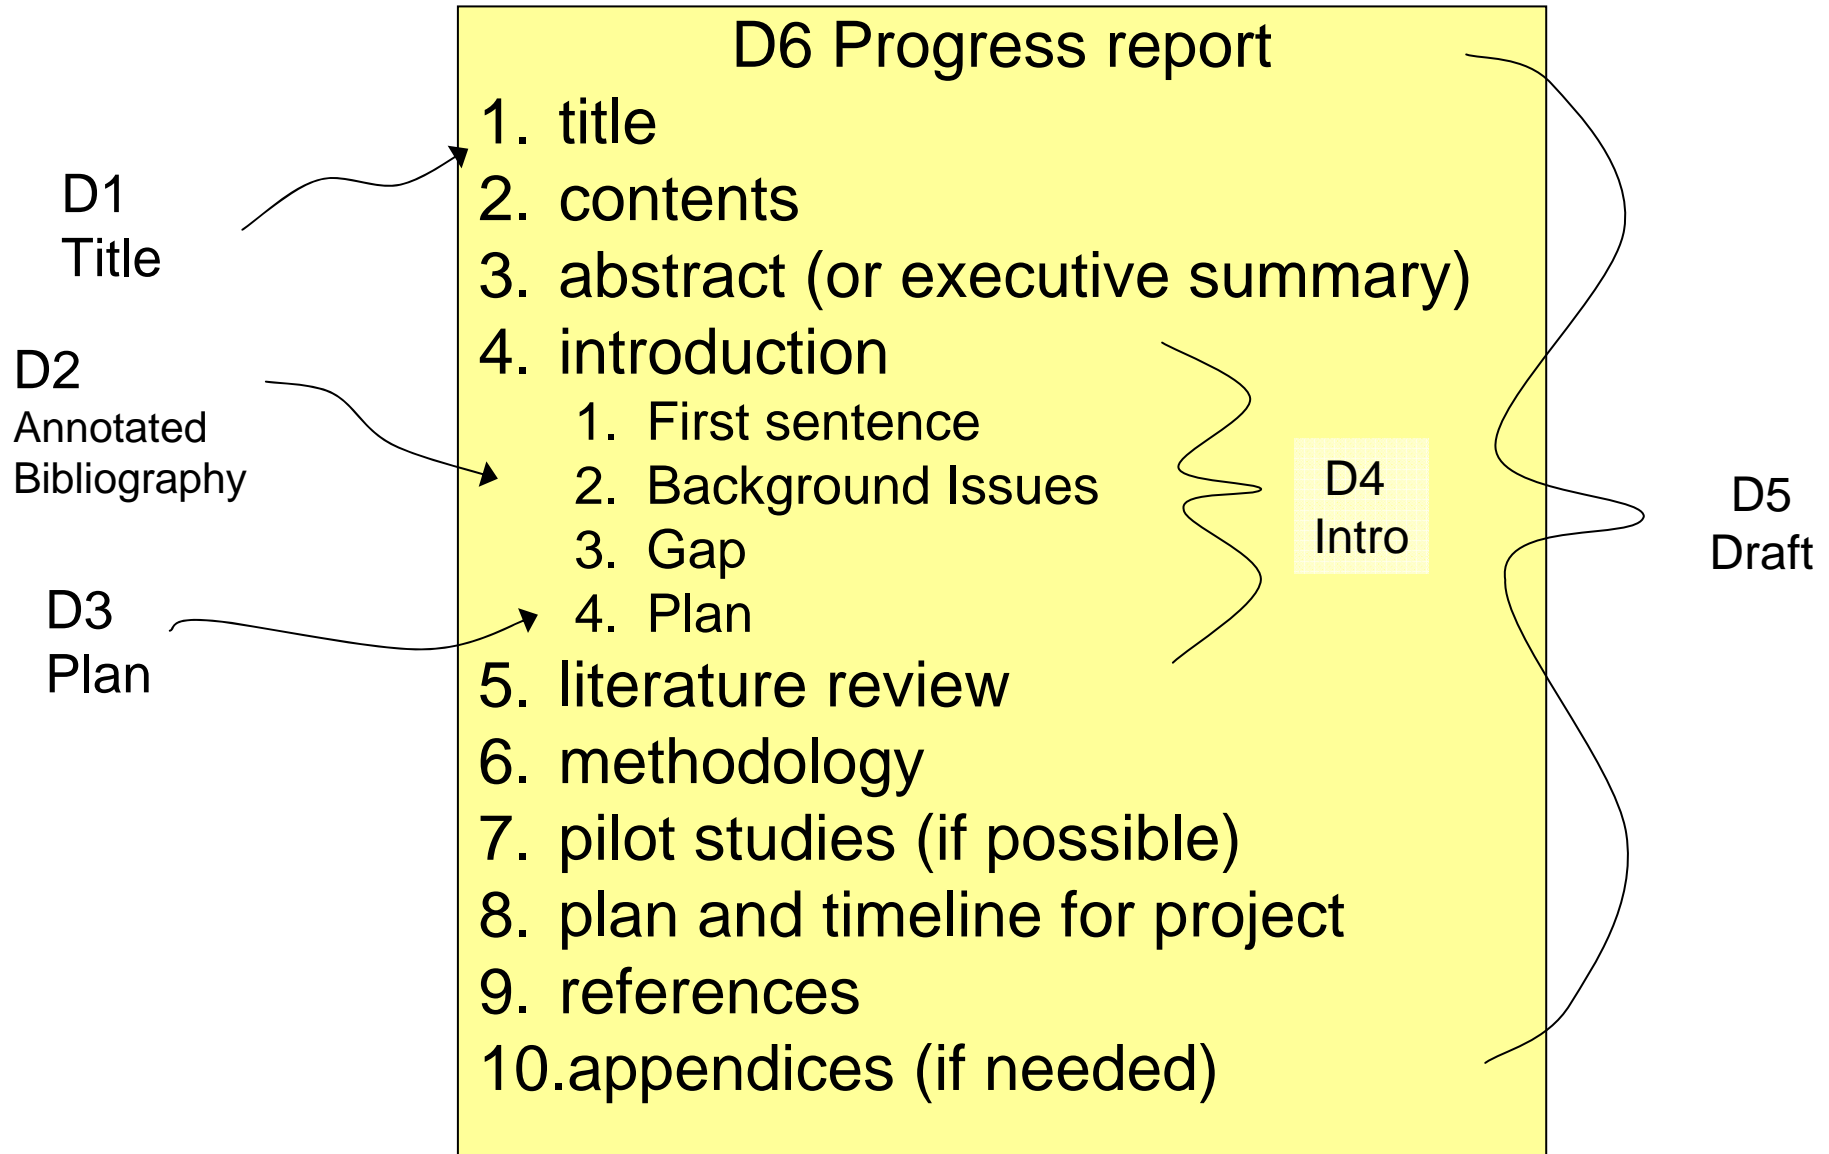 D6 Progress report
1. title
2. contents
3. abstract (or executive summary)
4. introduction
1. First sentence
2. Background Issues
3. Gap
4. Plan
5. literature review
6. methodology
7. pilot studies (if possible)
8. plan and timeline for project
9. references
10.appendices (if needed)
D1
Title
D2
Annotated
Bibliography
D3
Plan
D4
Intro
D5
Draft